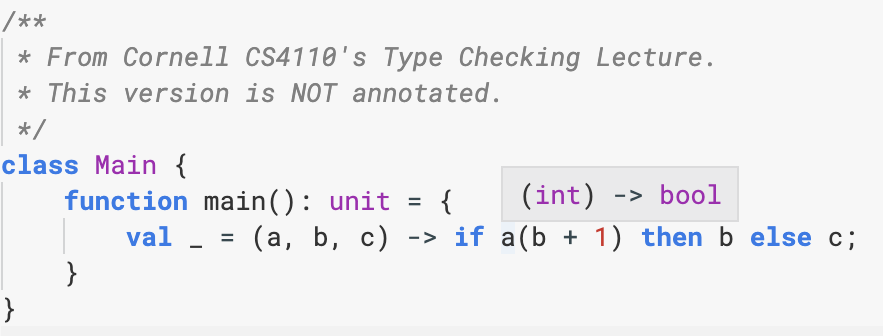 /**
 * From Cornell CS4110's Type Checking Lecture.
 * This version is NOT annotated.
 */
class Main {
(int) -> bool
    function main(): unit = {
        val _ = (a, b, c) -> if a(b + 1) then b else c;
    }
}